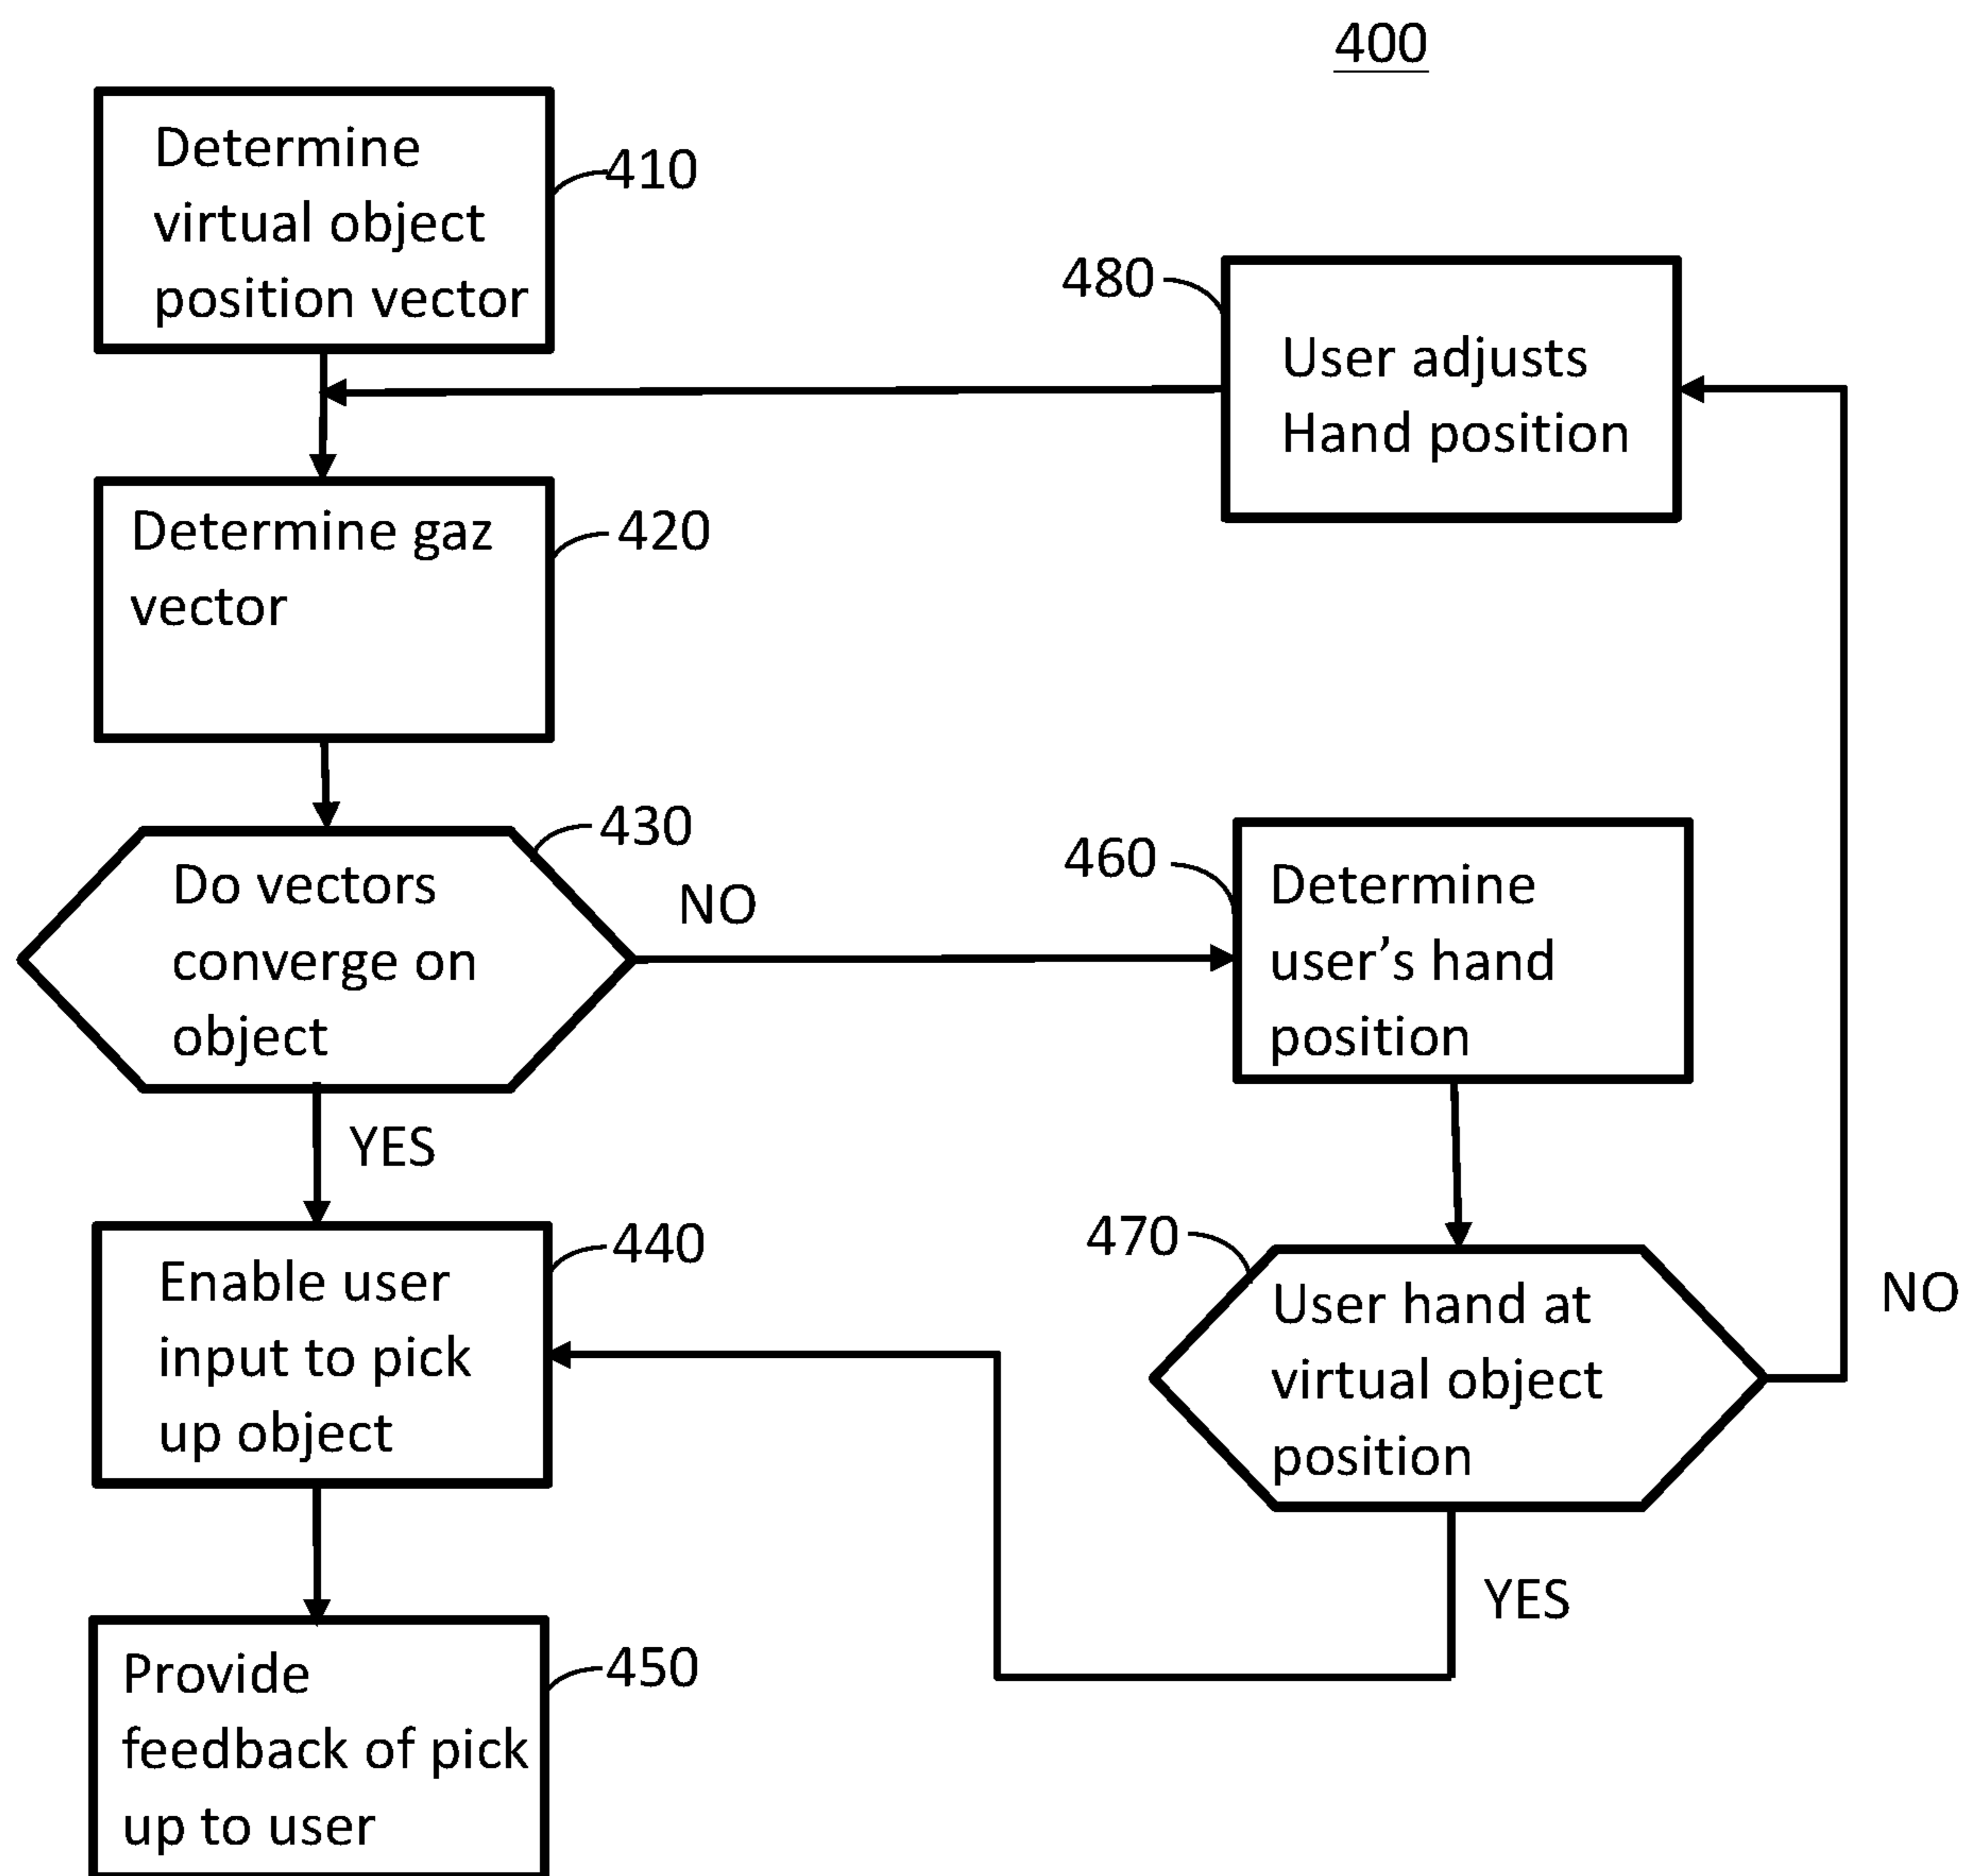 400
Determine
virtual object
position vector
410
480
User adjusts
Hand position
Determine gaz
vector
420
430
Do vectors
converge on
object
NO
460
Determine
user's hand
position
YES
440
Enable user
input to pick
up object
470
User hand at
virtual object
position
NO
YES
450
Provide
feedback of pick
up to user